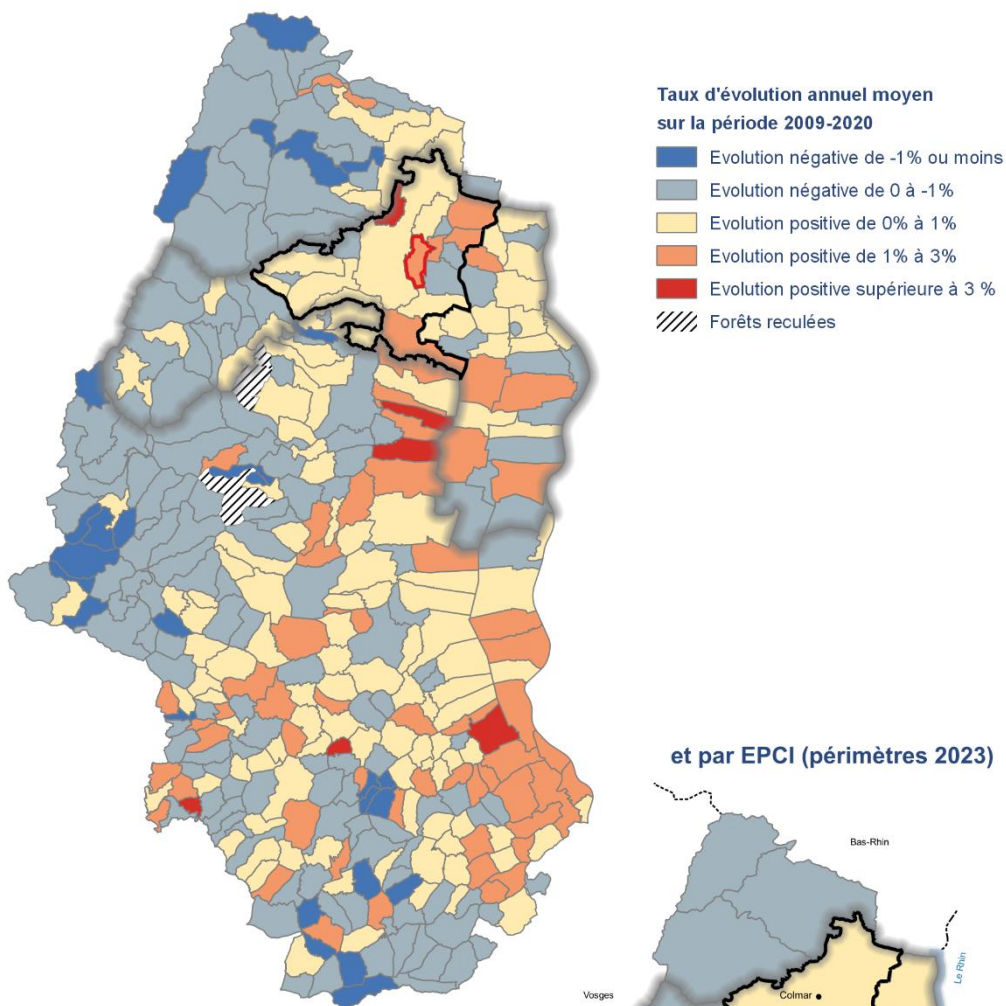 Taux d'évolution annuel moyen
sur la période 2009-2020
Evolution négative de -1% ou moins
Evolution négative de 0 à -1%
Evolution positive de 0% à 1%
Evolution positive de 1% à 3%
Evolution positive supérieure à 3 %
Forêts reculées
et par EPCI (périmètres 2023)
Bas-Rhin
Le Rhin
Vosges
Colmar